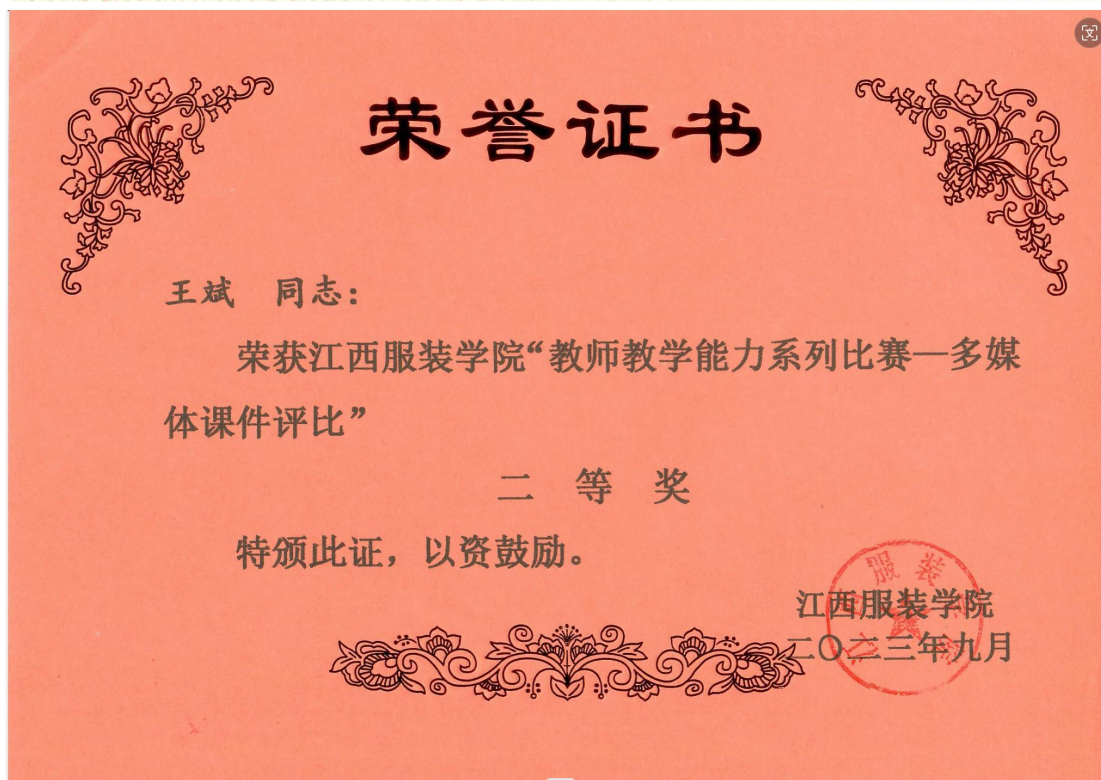 荣誉证书
王斌 同志：
荣获江西服装学院“教师教学能力系列比赛—多媒
体课件评比”
二 等 奖
特颁此证，以资鼓励。
江西服装学院
二〇二三年九月